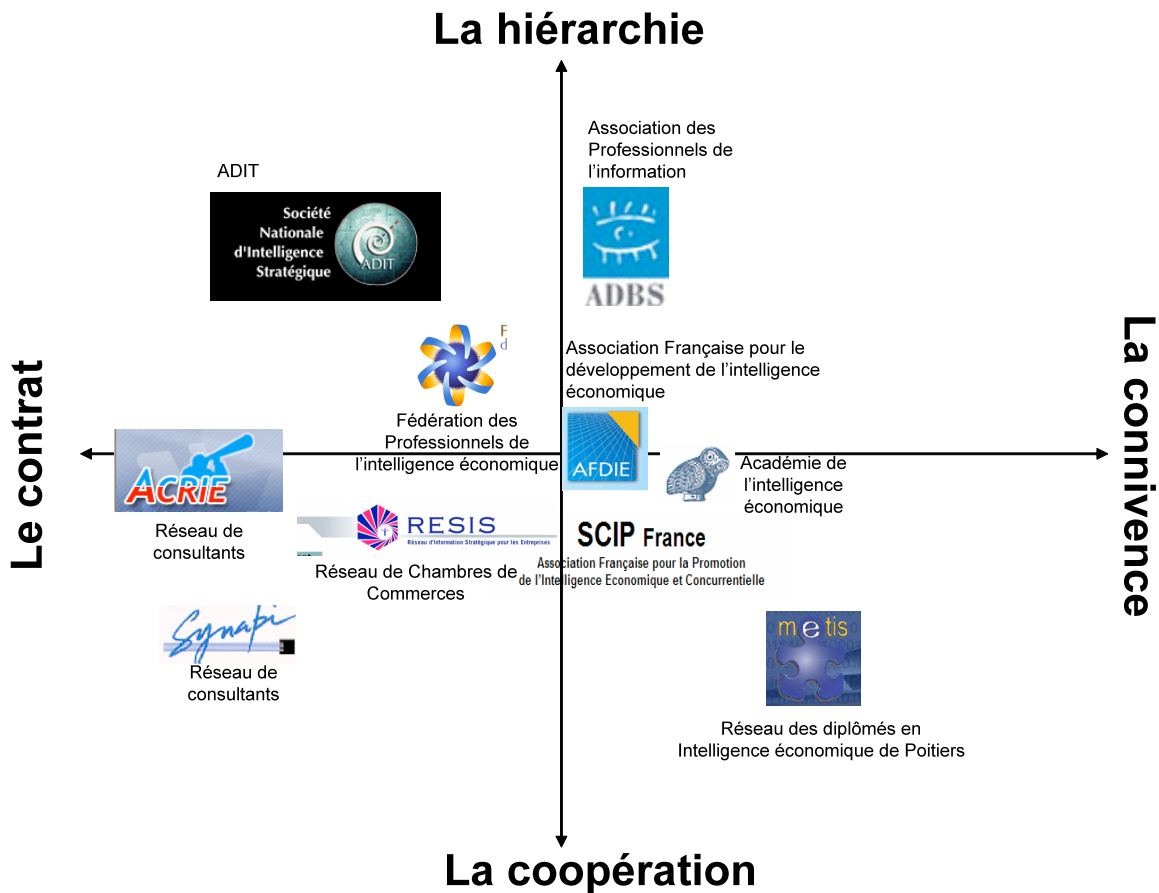 La hiérarchie
Association des
Professionnels de
l'information
ADIT
Société
Nationale
d'Intelligence
Stratégique
ADIT
ADBS
F
d
Association Française pour le
développement de l'intelligence
économique
Fédération des
Professionnels de
l'intelligence économique
AFDIE
Le contrat
La connivence
ACRIE
Académie de
l'intelligence
économique
Réseau de
consultants
RESIS
Réseau d'Information Stratégique pour les Entreprises
Réseau de Chambres de
Commerces
SCIP France
Association Française pour la Promotion
de l'Intelligence Economique et Concurrentielle
Synapi
Réseau de
consultants
metis
Réseau des diplômés en
Intelligence économique de Poitiers
La coopération